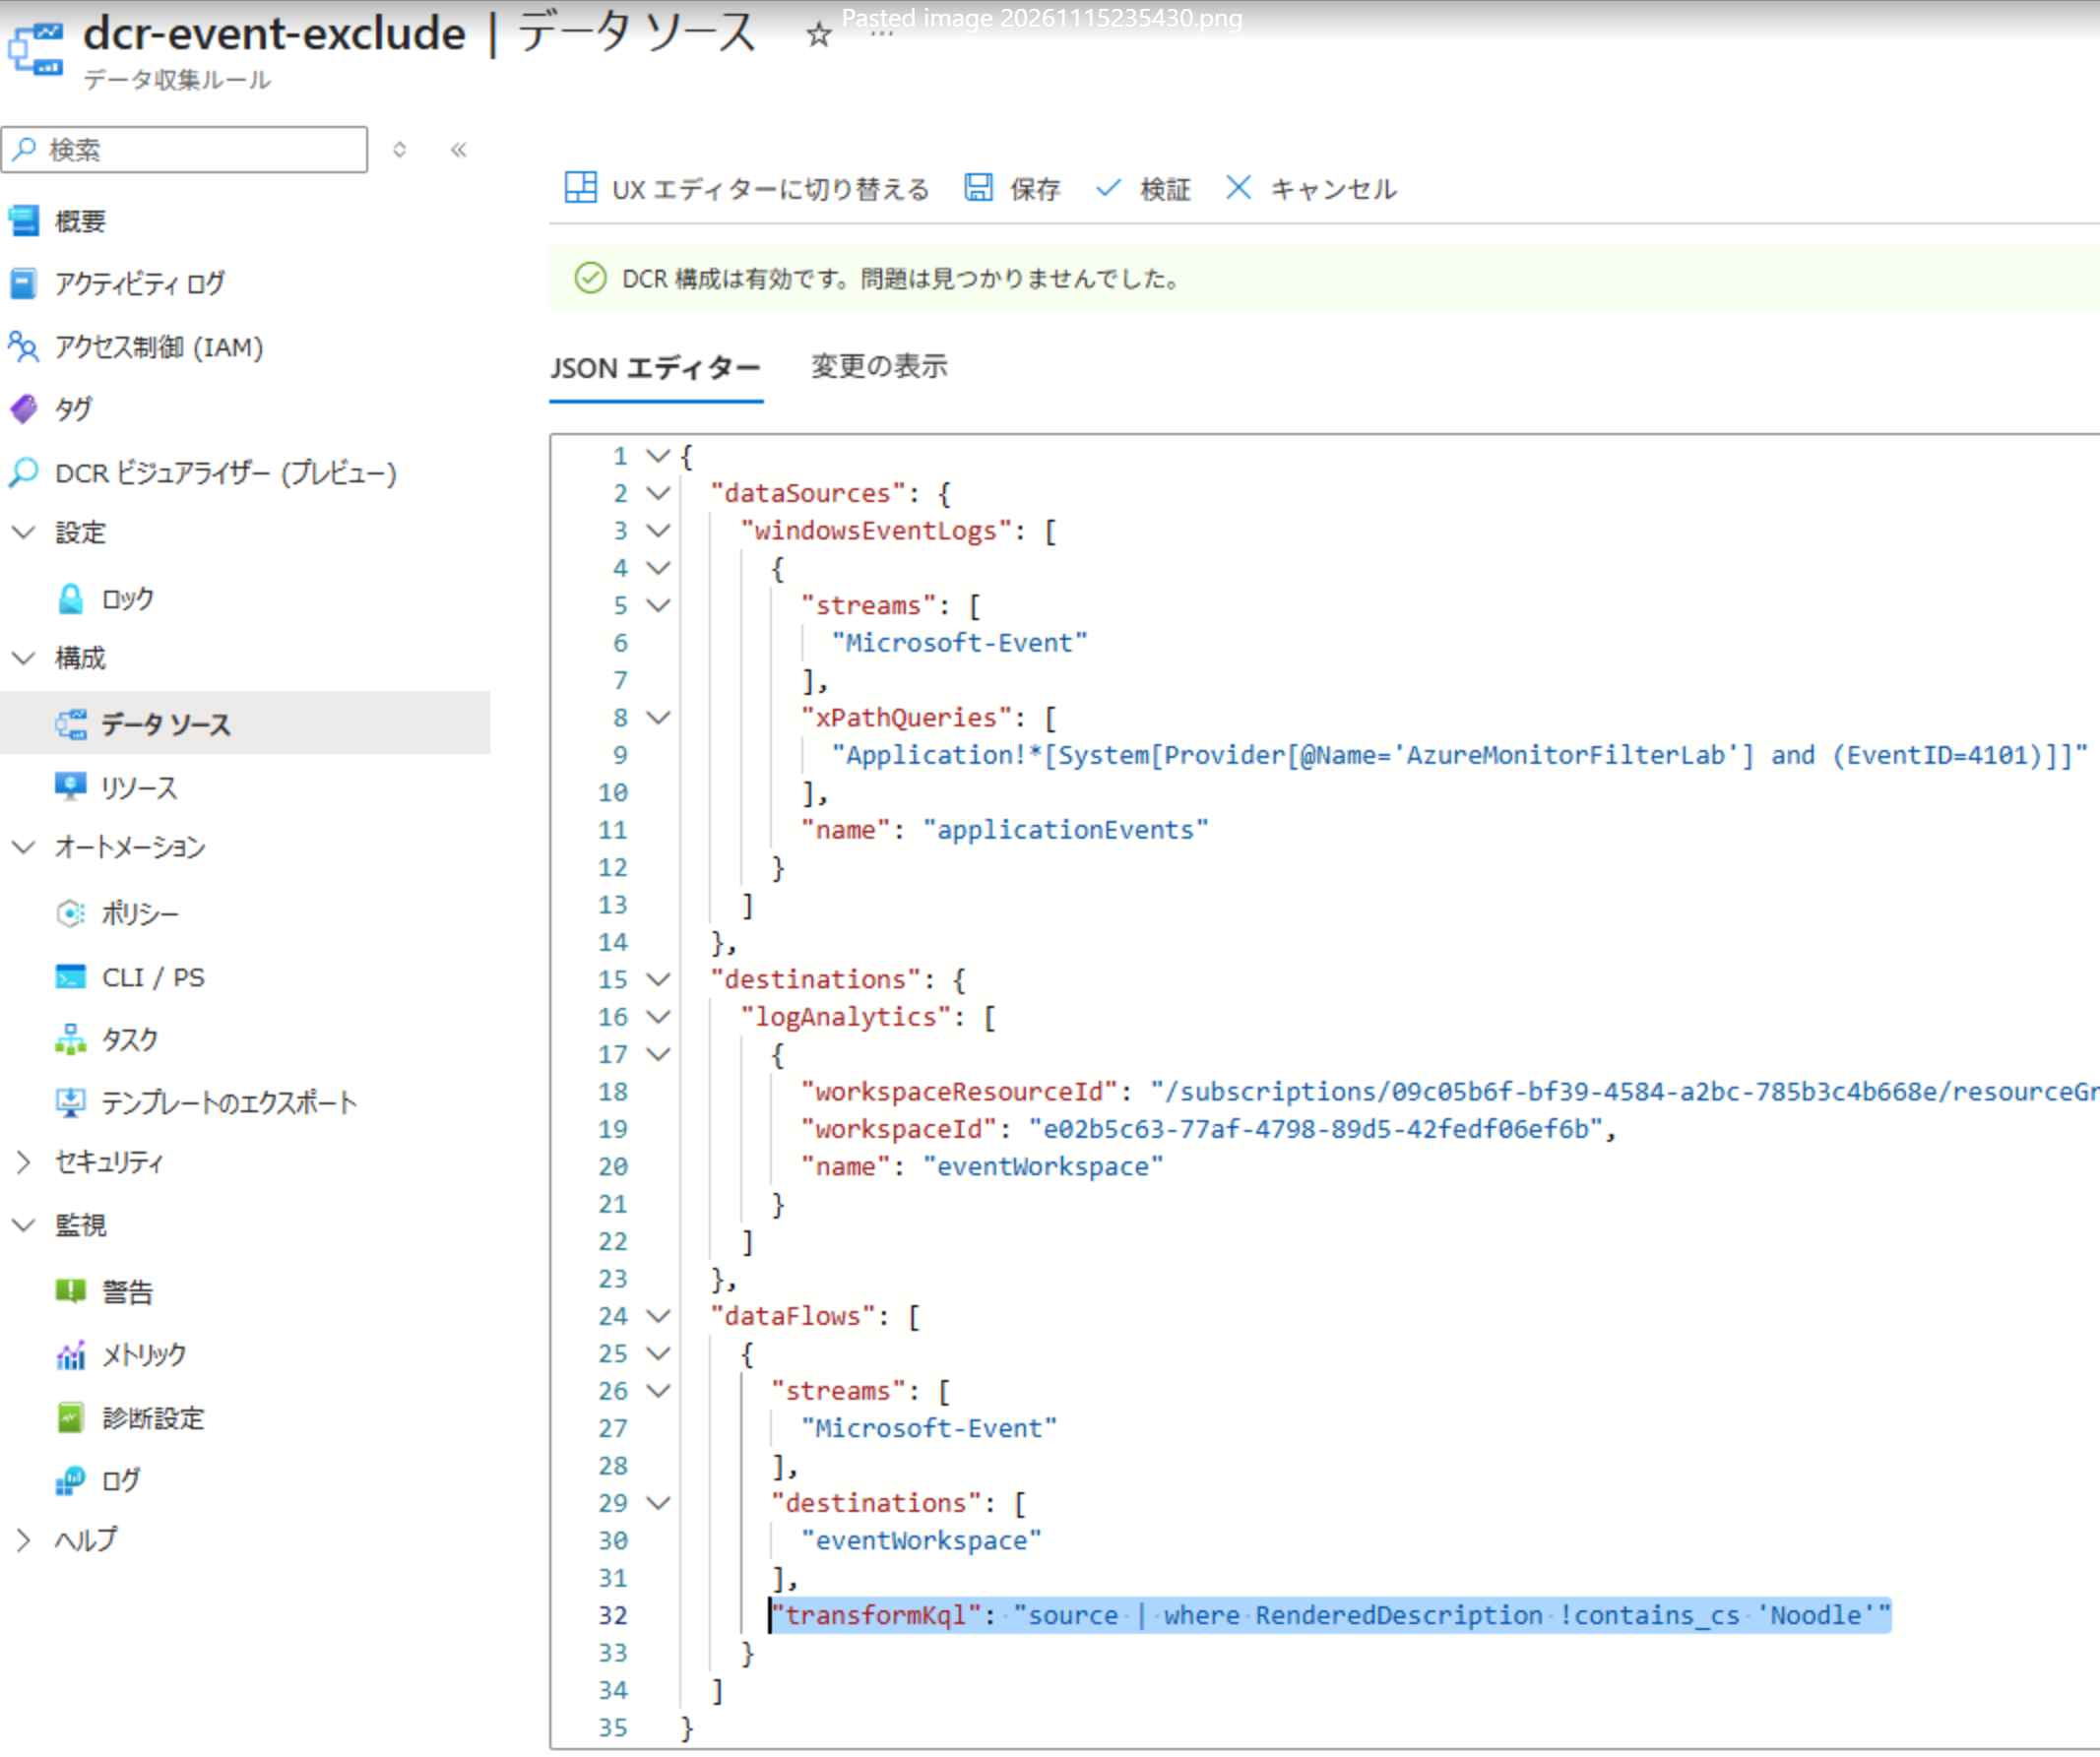 Pasted image 20261115235430.png
dcr-event-exclude | データ ソース
データ収集ルール
検索
概要
アクティビティ ログ
アクセス制御 (IAM)
タグ
DCR ビジュアライザー (プレビュー)
設定
ロック
構成
データ ソース
リソース
オートメーション
ポリシー
CLI / PS
タスク
テンプレートのエクスポート
セキュリティ
監視
警告
メトリック
診断設定
ログ
ヘルプ
UX エディターに切り替える 保存 検証 キャンセル
DCR 構成は有効です。問題は見つかりませんでした。
JSON エディター 変更の表示
1 {
2 "dataSources": {
3 "windowsEventLogs": [
4 {
5 "streams": [
6 "Microsoft-Event"
7 ],
8 "xPathQueries": [
9 "Application!*[System[Provider[@Name='AzureMonitorFilterLab'] and (EventID=4101)]]"
10 ],
11 "name": "applicationEvents"
12 }
13 ]
14 },
15 "destinations": {
16 "logAnalytics": [
17 {
18 "workspaceResourceId": "/subscriptions/09c05b6f-bf39-4584-a2bc-785b3c4b668e/resourceGr
19 "workspaceId": "e02b5c63-77af-4798-89d5-42fedf06ef6b",
20 "name": "eventWorkspace"
21 }
22 ]
23 },
24 "dataFlows": [
25 {
26 "streams": [
27 "Microsoft-Event"
28 ],
29 "destinations": [
30 "eventWorkspace"
31 ],
32 "transformKql": "source | where RenderedDescription !contains_cs 'Noodle'"
33 }
34 ]
35 }